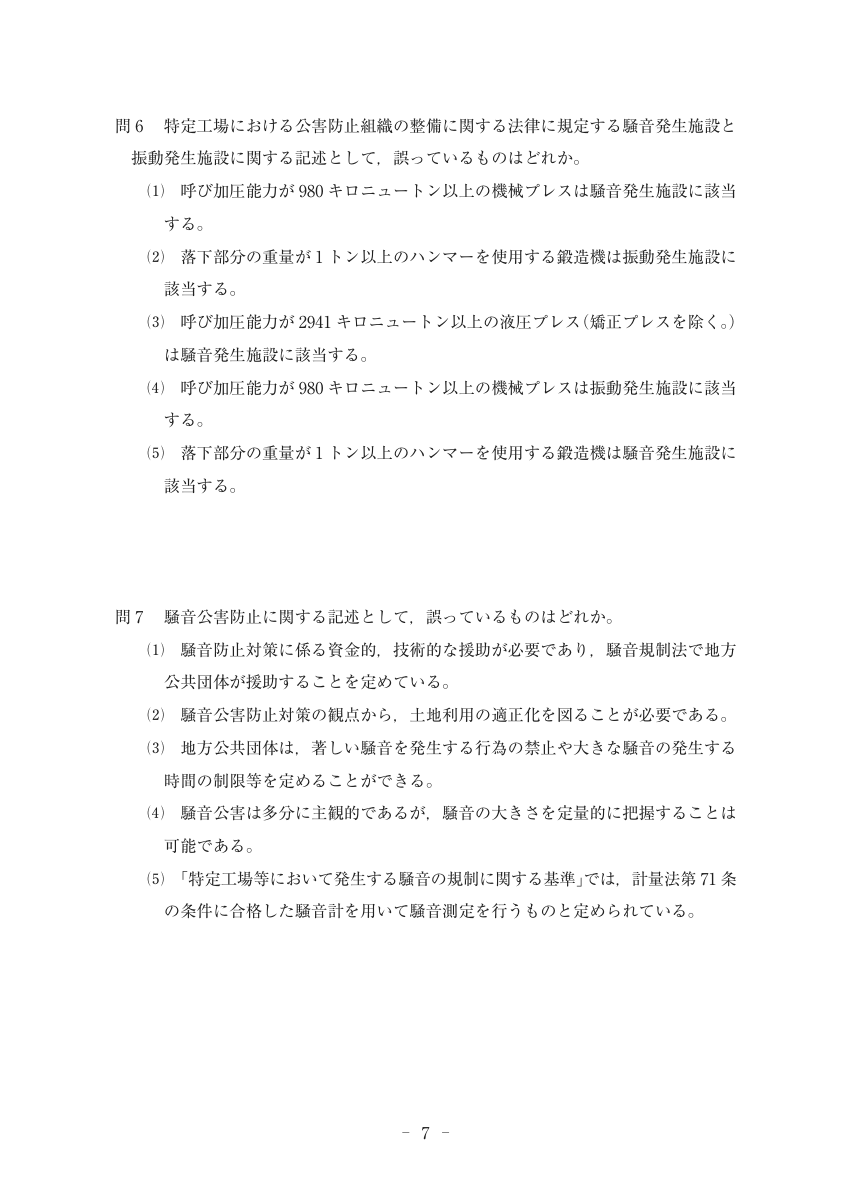 問6 特定工場における公害防止組織の整備に関する法律に規定する騒音発生施設と
振動発生施設に関する記述として，誤っているものはどれか。
⑴ 呼び加圧能力が 980 キロニュートン以上の機械プレスは騒音発生施設に該当
する。
⑵ 落下部分の重量が 1 トン以上のハンマーを使用する鍛造機は振動発生施設に
該当する。
⑶ 呼び加圧能力が 2941 キロニュートン以上の液圧プレス（矯正プレスを除く。）
は騒音発生施設に該当する。
⑷ 呼び加圧能力が 980 キロニュートン以上の機械プレスは振動発生施設に該当
する。
⑸ 落下部分の重量が 1 トン以上のハンマーを使用する鍛造機は騒音発生施設に
該当する。
問7 騒音公害防止に関する記述として，誤っているものはどれか。
⑴ 騒音防止対策に係る資金的，技術的な援助が必要であり，騒音規制法で地方
公共団体が援助することを定めている。
⑵ 騒音公害防止対策の観点から，土地利用の適正化を図ることが必要である。
⑶ 地方公共団体は，著しい騒音を発生する行為の禁止や大きな騒音の発生する
時間の制限等を定めることができる。
⑷ 騒音公害は多分に主観的であるが，騒音の大きさを定量的に把握することは
可能である。
⑸ 「特定工場等において発生する騒音の規制に関する基準」では，計量法第 71 条
の条件に合格した騒音計を用いて騒音測定を行うものと定められている。
- 7 -